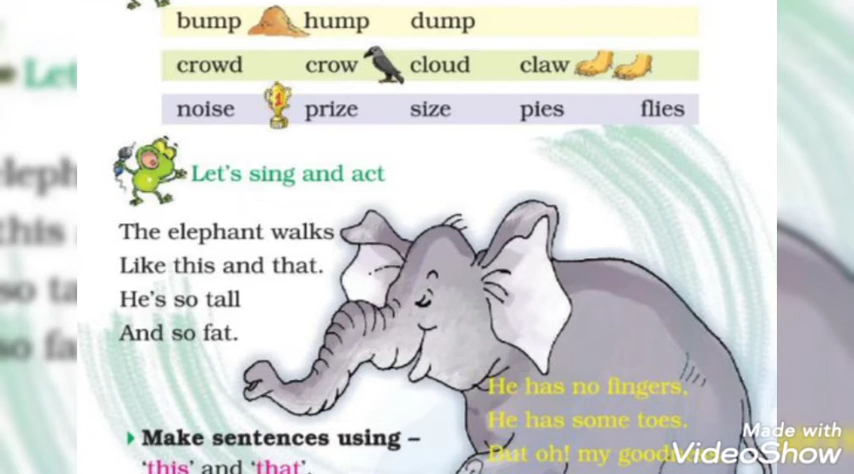 bump hump dump
crowd crow cloud claw
noise prize size pies flies
Let's sing and act
The elephant walks
Like this and that.
He's so tall
And so fat.
He has no fingers,
He has some toes.
But oh! my
Make sentences using –
'this' and 'that'.
Made with
VideoShow